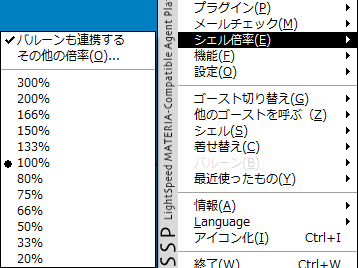 バルーンも連携する
その他の倍率(O)...
300%
200%
166%
150%
133%
100%
80%
75%
66%
50%
33%
20%
SSP LightSpeed MATERIA-Compatible Agent Pla
プラグイン(P)
メールチェック(M)
シェル倍率(E)
機能(F)
設定(O)
ゴースト切り替え(G)
他のゴーストを呼ぶ(Z)
シェル(S)
着せ替え(C)
バルーン(B)
最近使ったもの(Y)
情報(A)
Language
アイコン化(I) Ctrl+I
終了(W) Ctrl+W